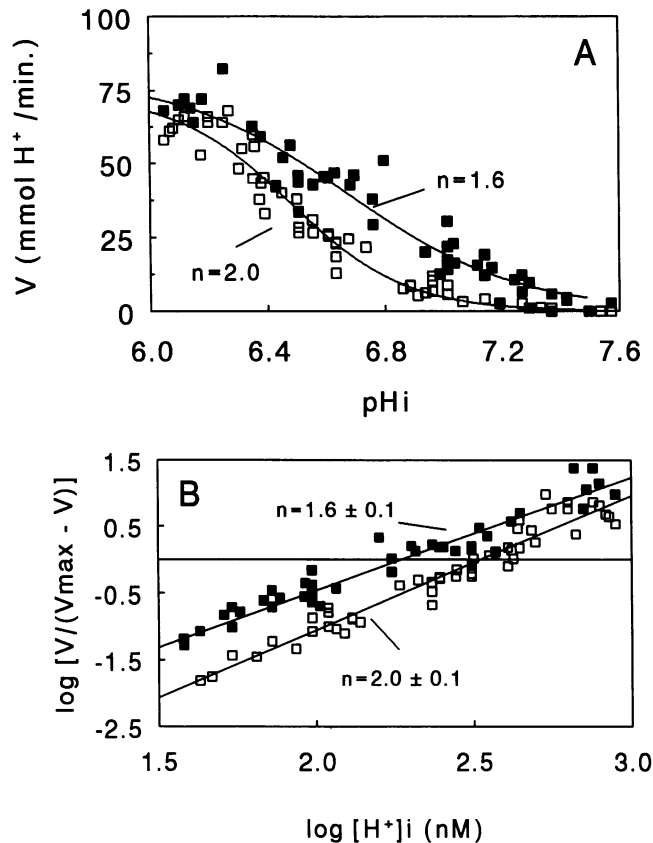 100
A
75
V (mmol H⁺ /min.)
50
n=1.6
25
n=2.0
0
6.0 6.4 6.8 7.2 7.6
pHi
1.5
B
n=1.6 ± 0.1
0.5
log [V/(Vmax - V)]
-0.5
-1.5
n=2.0 ± 0.1
-2.5
1.5 2.0 2.5 3.0
log [H⁺]i (nM)